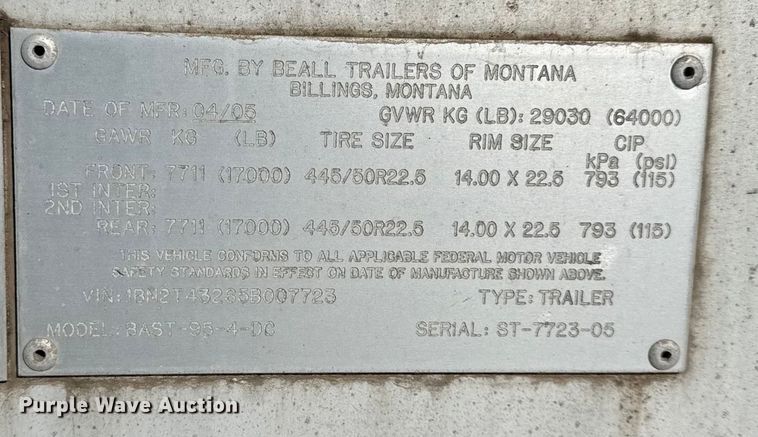 MFG. BY BEALL TRAILERS OF MONTANA
BILLINGS, MONTANA
DATE OF MFR: 04/05 GVWR KG (LB): 29030 (64000)
GAWR KG (LB) TIRE SIZE RIM SIZE CIP
kPa (psi)
FRONT: 7711 (17000) 445/50R22.5 14.00 X 22.5 793 (115)
1ST INTER:
2ND INTER:
REAR: 7711 (17000) 445/50R22.5 14.00 X 22.5 793 (115)
THIS VEHICLE CONFORMS TO ALL APPLICABLE FEDERAL MOTOR VEHICLE
SAFETY STANDARDS IN EFFECT ON DATE OF MANUFACTURE SHOWN ABOVE.
VIN: TYPE: TRAILER
MODEL: BAST-95-4-DC SERIAL: ST-7723-05
Purple Wave Auction